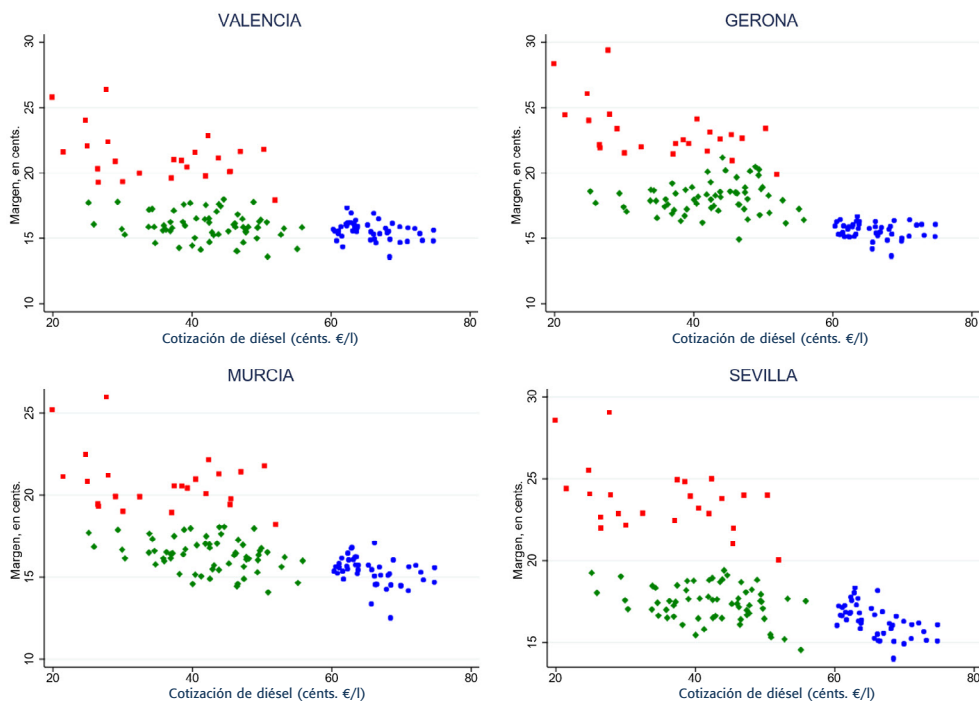 VALENCIA
30
25
20
15
10
Margen, en cents.
20
40
60
80
Cotización de diésel (cénts. €/l)
GERONA
30
25
20
15
10
Margen, en cents.
20
40
60
80
Cotización de diésel (cénts. €/l)
MURCIA
25
20
15
10
Margen, en cents.
20
40
60
80
Cotización de diésel (cénts. €/l)
SEVILLA
30
25
20
15
Margen, en cents.
20
40
60
80
Cotización de diésel (cénts. €/l)